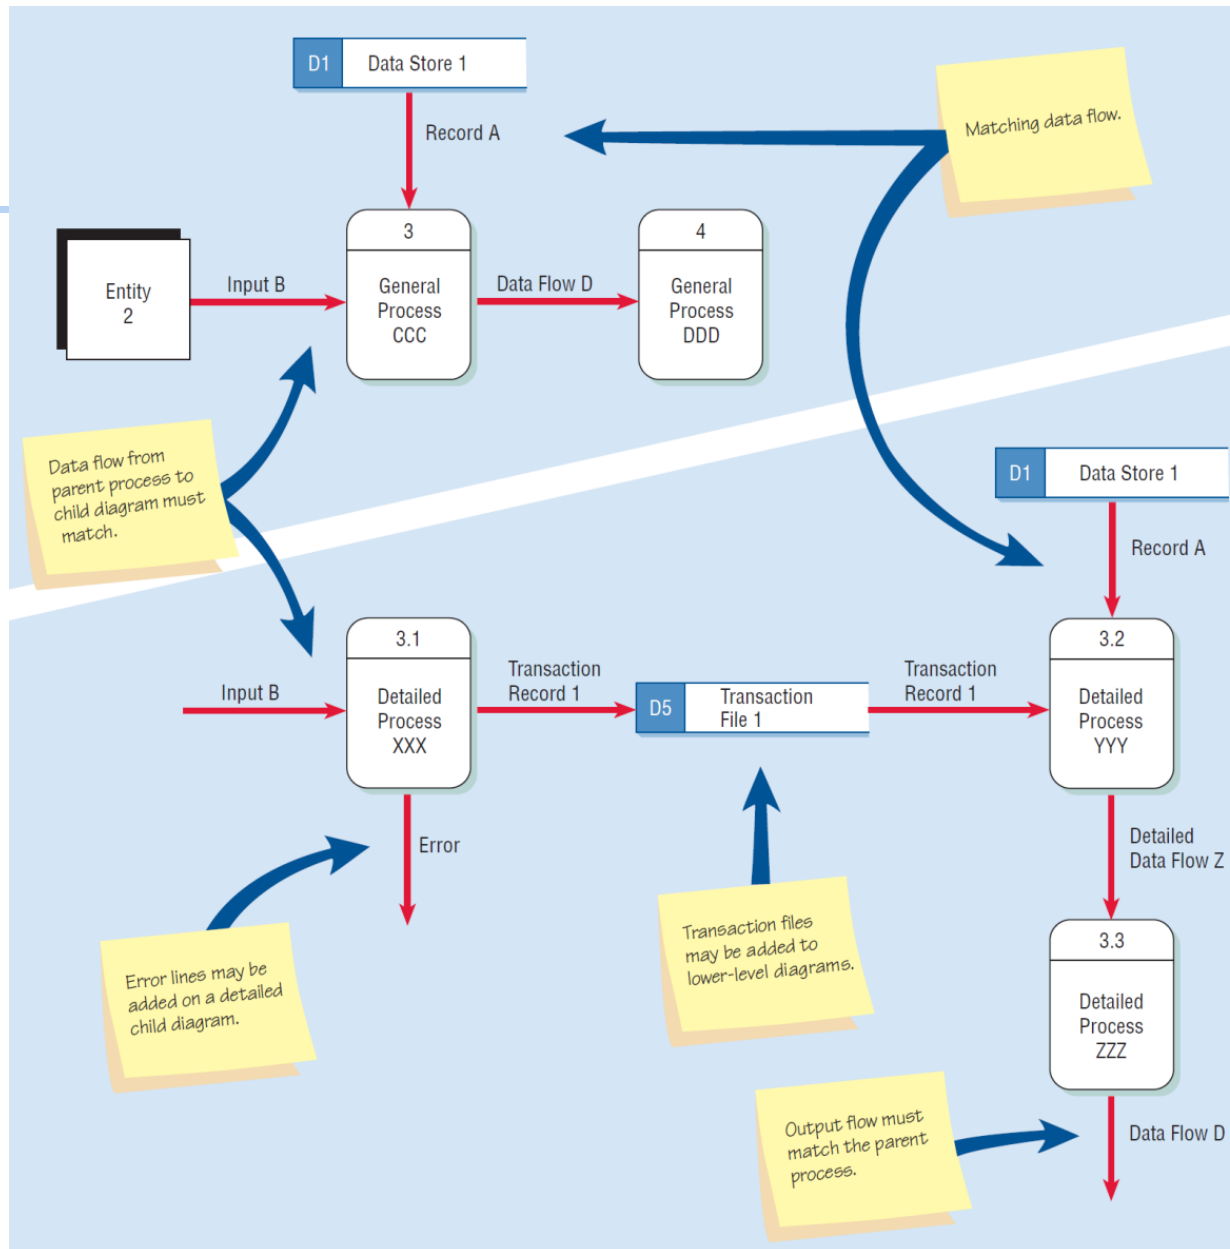 D1
Data Store 1
Record A
Matching data flow.
3
General
Process
CCC
4
General
Process
DDD
Entity
2
Input B
Data Flow D
Data flow from
parent process to
child diagram must
match.
D1
Data Store 1
Record A
3.1
Detailed
Process
XXX
Input B
Transaction
Record 1
D5
Transaction
File 1
Transaction
Record 1
3.2
Detailed
Process
YYY
Error
Detailed
Data Flow Z
Error lines may be
added on a detailed
child diagram.
Transaction files
may be added to
lower-level diagrams.
3.3
Detailed
Process
ZZZ
Output flow must
match the parent
process.
Data Flow D